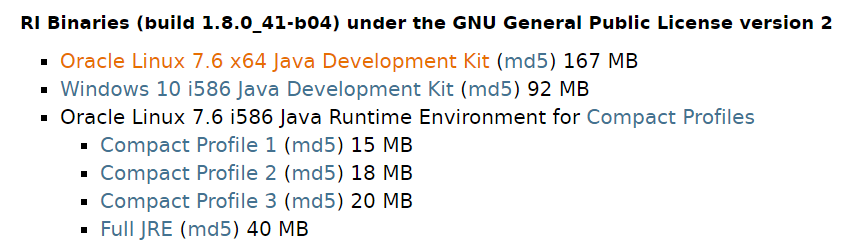 RI Binaries (build 1.8.0_41-b04) under the GNU General Public License version 2
Oracle Linux 7.6 x64 Java Development Kit (md5) 167 MB
Windows 10 i586 Java Development Kit (md5) 92 MB
Oracle Linux 7.6 i586 Java Runtime Environment for Compact Profiles
Compact Profile 1 (md5) 15 MB
Compact Profile 2 (md5) 18 MB
Compact Profile 3 (md5) 20 MB
Full JRE (md5) 40 MB